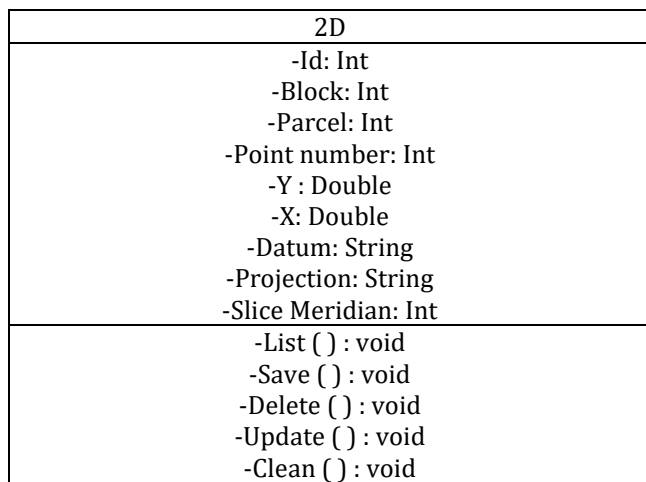 2D
-Id: Int
-Block: Int
-Parcel: Int
-Point number: Int
-Y : Double
-X: Double
-Datum: String
-Projection: String
-Slice Meridian: Int
-List ( ) : void
-Save ( ) : void
-Delete ( ) : void
-Update ( ) : void
-Clean ( ) : void